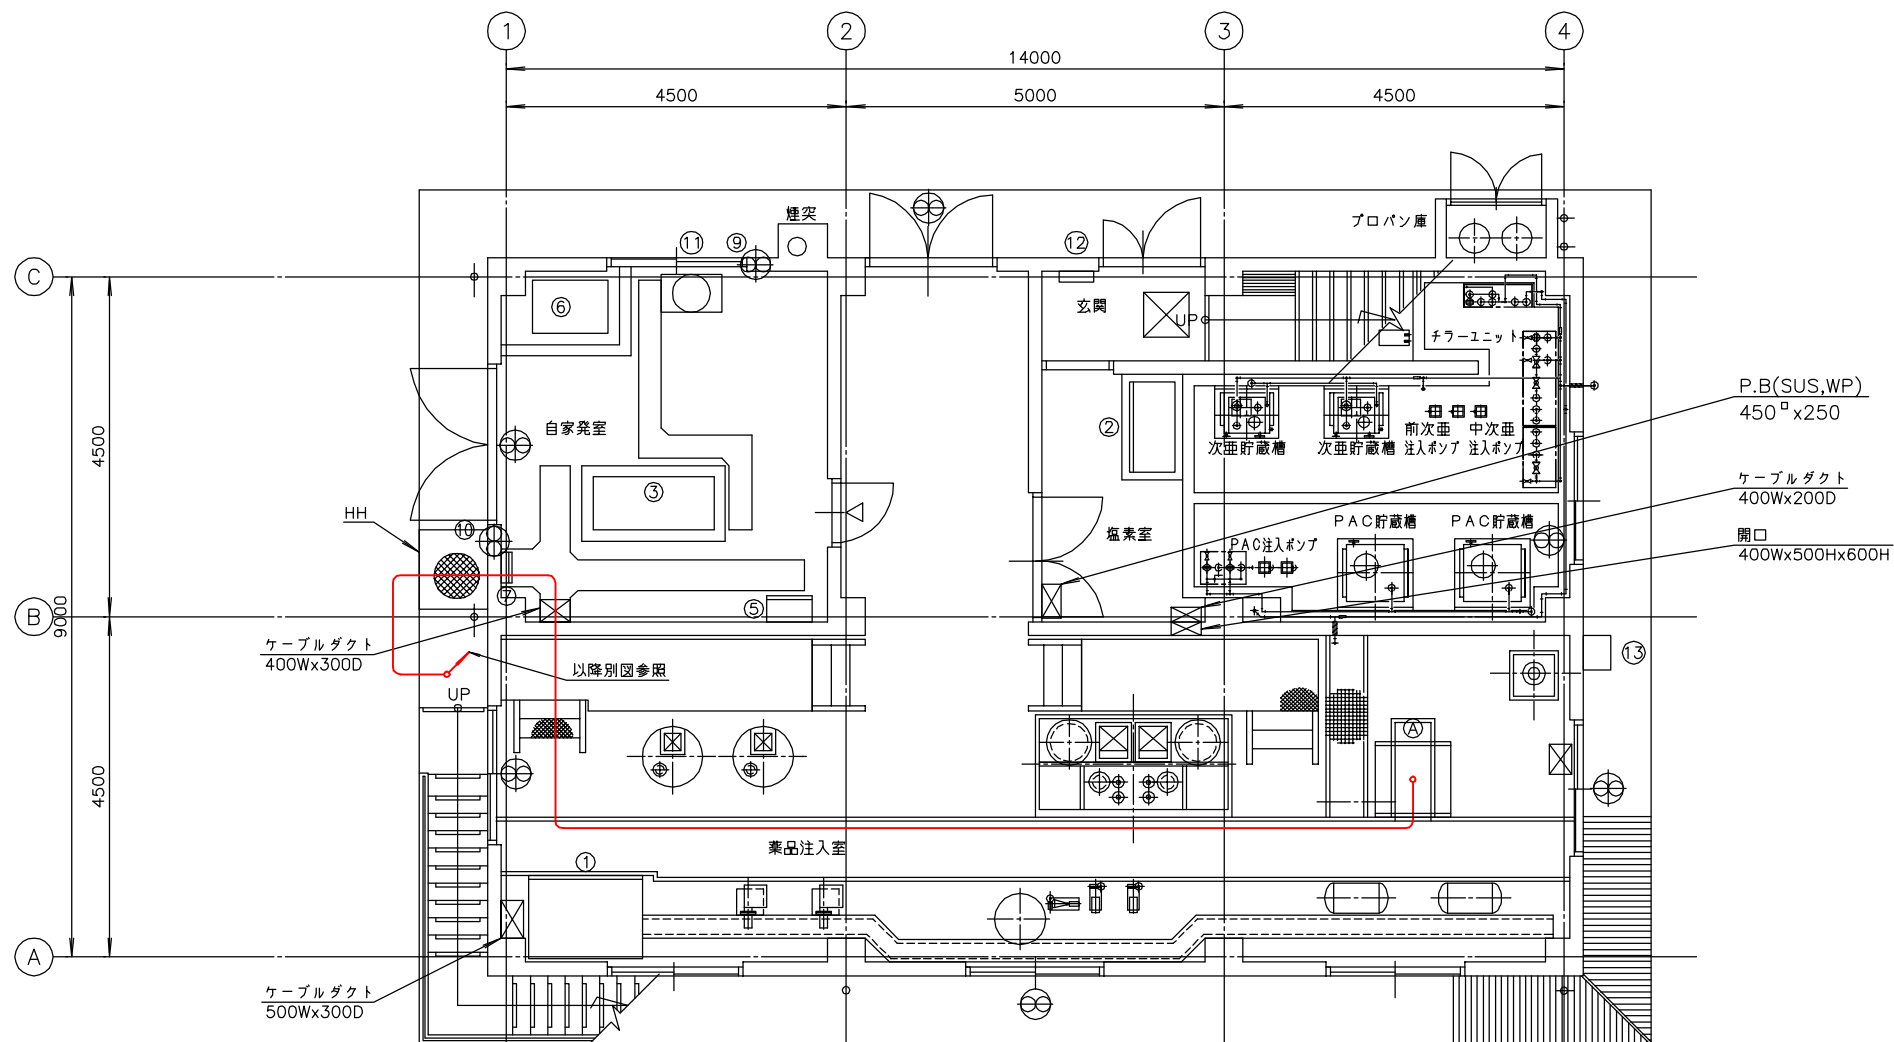 1
2
3
4
14000
4500
5000
4500
煙突
プロパン庫
11
9
12
C
6
玄関
UP
チラーユニット
P.B(SUS,WP)
450□x250
自家発室
2
前次亜
注入ポンプ
中次亜
注入ポンプ
次亜貯蔵槽
次亜貯蔵槽
4500
ケーブルダクト
400Wx200D
3
HH
10
PAC貯蔵槽
PAC貯蔵槽
塩素室
PAC注入ポンプ
開口
400Wx500Hx600H
7
5
B
9000
ケーブルダクト
400Wx300D
以降別図参照
13
UP
A
4500
薬品注入室
1
A
ケーブルダクト
500Wx300D